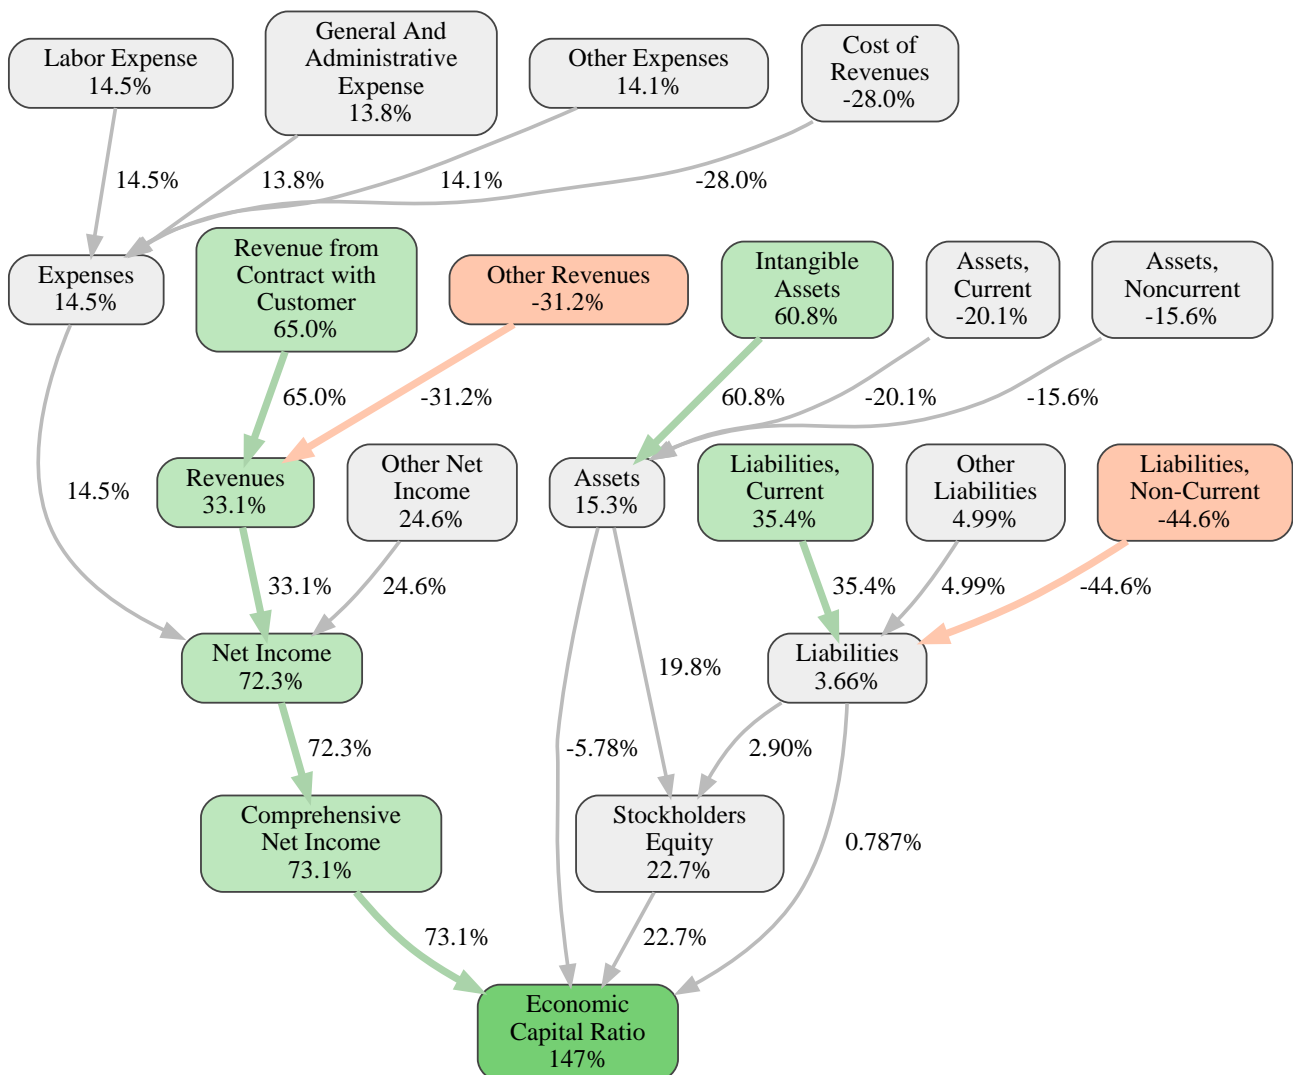 Labor Expense
14.5%
General And
Administrative
Expense
13.8%
Other Expenses
14.1%
Cost of
Revenues
-28.0%
14.5%
13.8%
14.1%
-28.0%
Expenses
14.5%
Revenue from
Contract with
Customer
65.0%
Other Revenues
-31.2%
Intangible
Assets
60.8%
Assets,
Current
-20.1%
Assets,
Noncurrent
-15.6%
65.0%
-31.2%
60.8%
-20.1%
-15.6%
14.5%
Revenues
33.1%
Other Net
Income
24.6%
Assets
15.3%
Liabilities,
Current
35.4%
Other
Liabilities
4.99%
Liabilities,
Non-Current
-44.6%
33.1%
24.6%
35.4%
4.99%
-44.6%
Net Income
72.3%
19.8%
Liabilities
3.66%
72.3%
-5.78%
2.90%
Comprehensive
Net Income
73.1%
Stockholders
Equity
22.7%
0.787%
73.1%
22.7%
Economic
Capital Ratio
147%